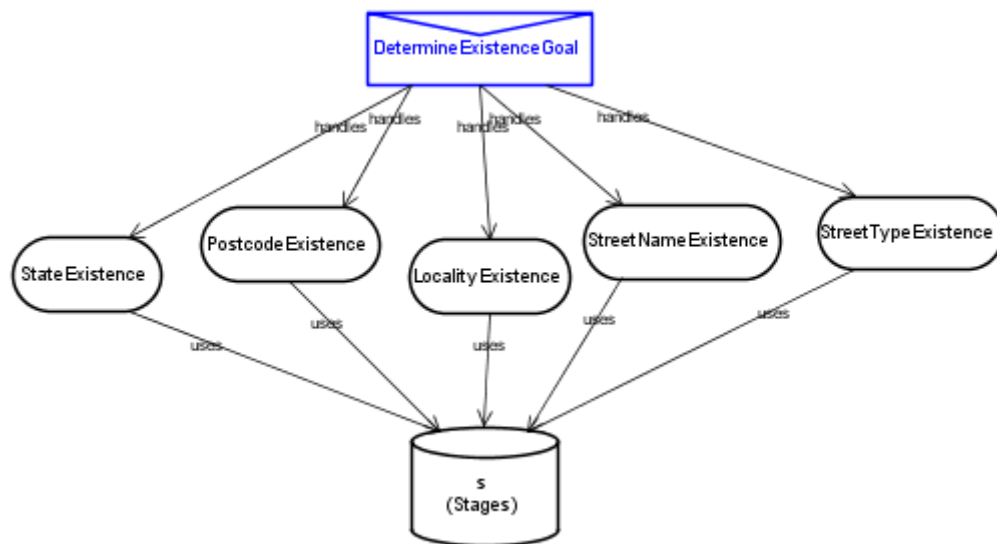 Determine Existence Goal
handles
handles
handles
handles
handles
State Existence
Postcode Existence
Locality Existence
Street Name Existence
Street Type Existence
uses
uses
uses
uses
uses
s
(Stages)